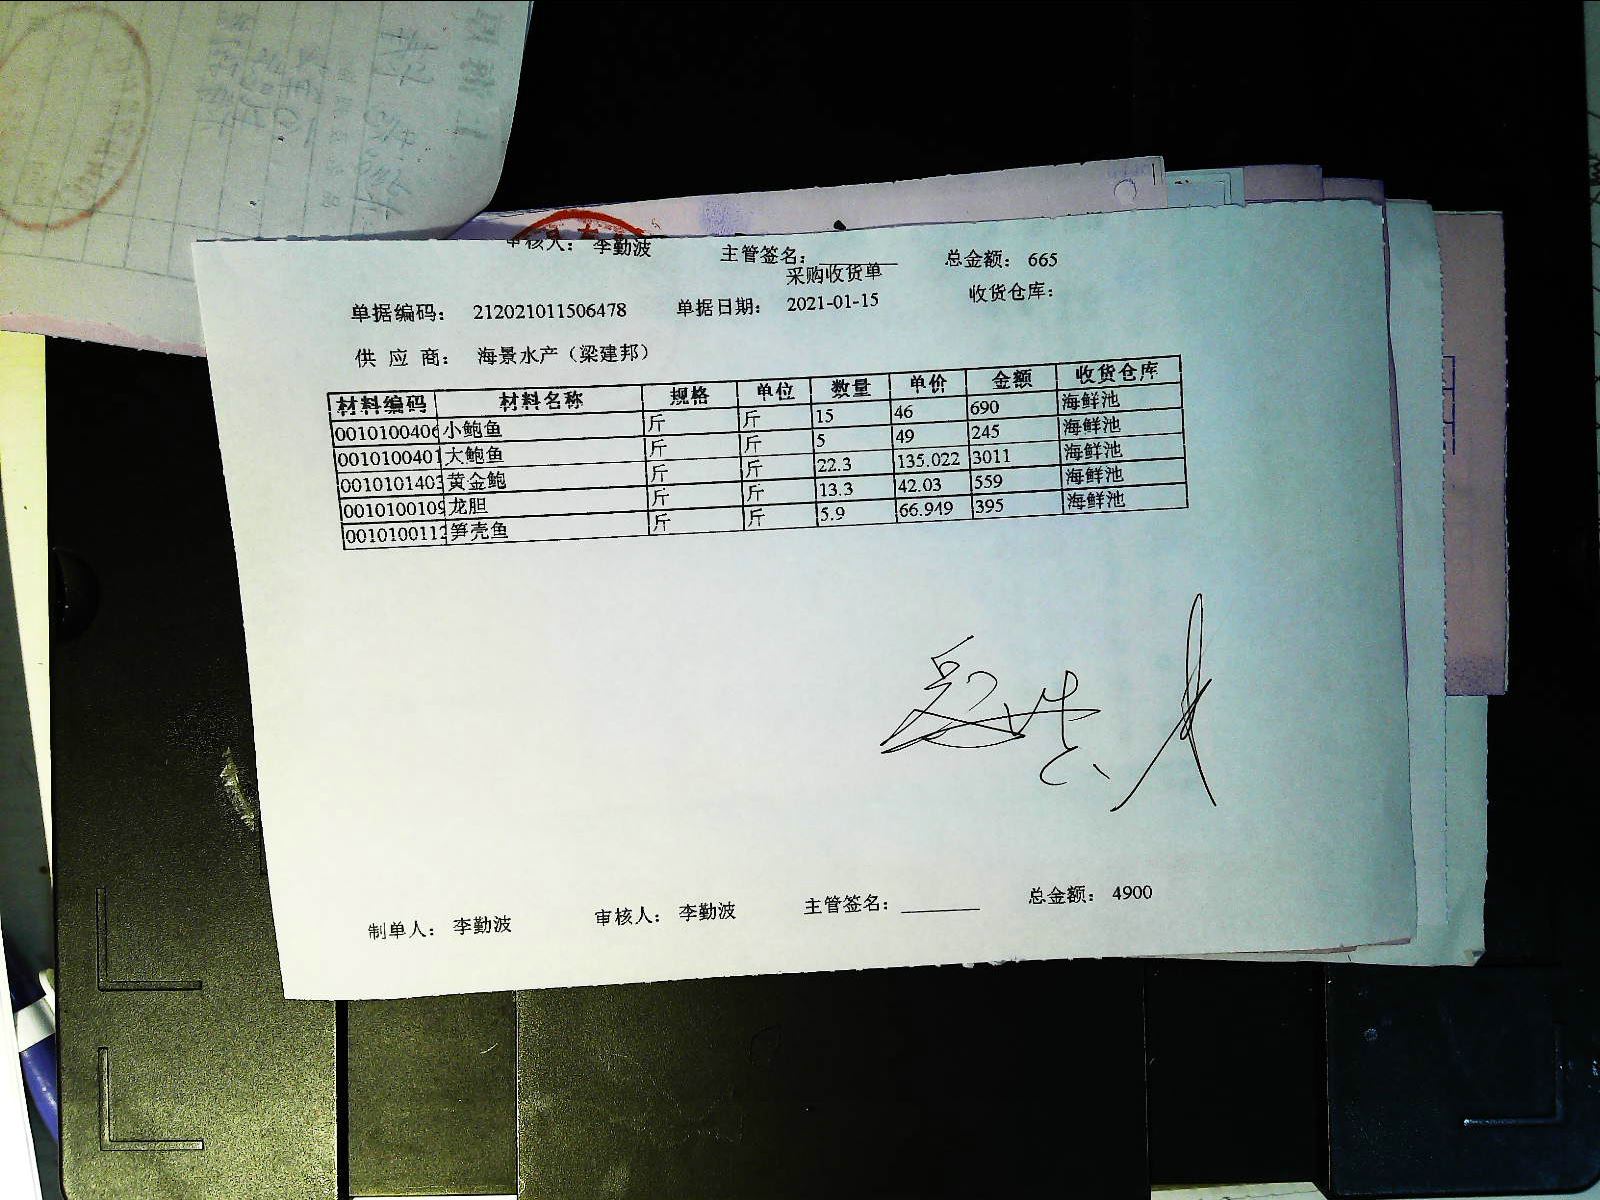 审核人： 李勤波 主管签名：________ 总金额： 665
采购收货单
单据编码： 212021011506478 单据日期： 2021-01-15 收货仓库：
供 应 商： 海景水产（梁建邦）
材料编码 材料名称 规格 单位 数量 单价 金额 收货仓库
0010100406 小鲍鱼 斤 斤 15 46 690 海鲜池
0010100401 大鲍鱼 斤 斤 5 49 245 海鲜池
0010101403 黄金鲍 斤 斤 22.3 135.022 3011 海鲜池
0010100109 龙胆 斤 斤 13.3 42.03 559 海鲜池
0010100112 笋壳鱼 斤 斤 5.9 66.949 395 海鲜池
制单人： 李勤波 审核人： 李勤波 主管签名：________ 总金额： 4900